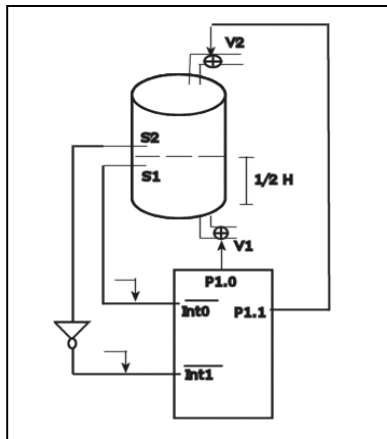 V2
S2
S1
1/2 H
V1
P1.0
Int0
P1.1
Int1